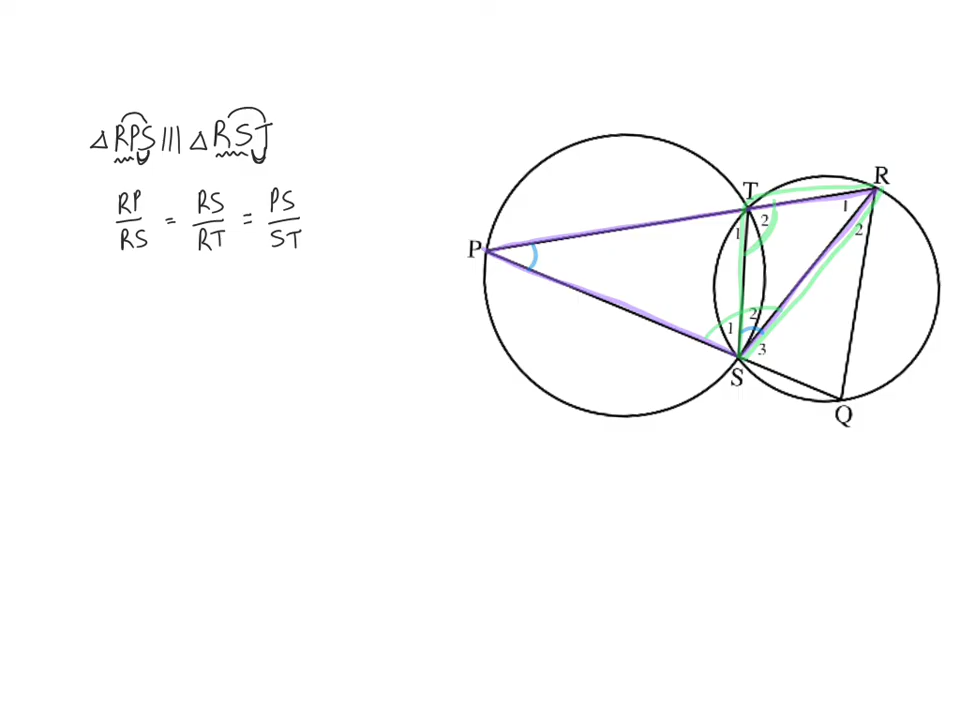 △RPS ||| △RST
RP/RS = RS/RT = PS/ST
P
T
R
S
Q
1
2
1
2
1
2
3